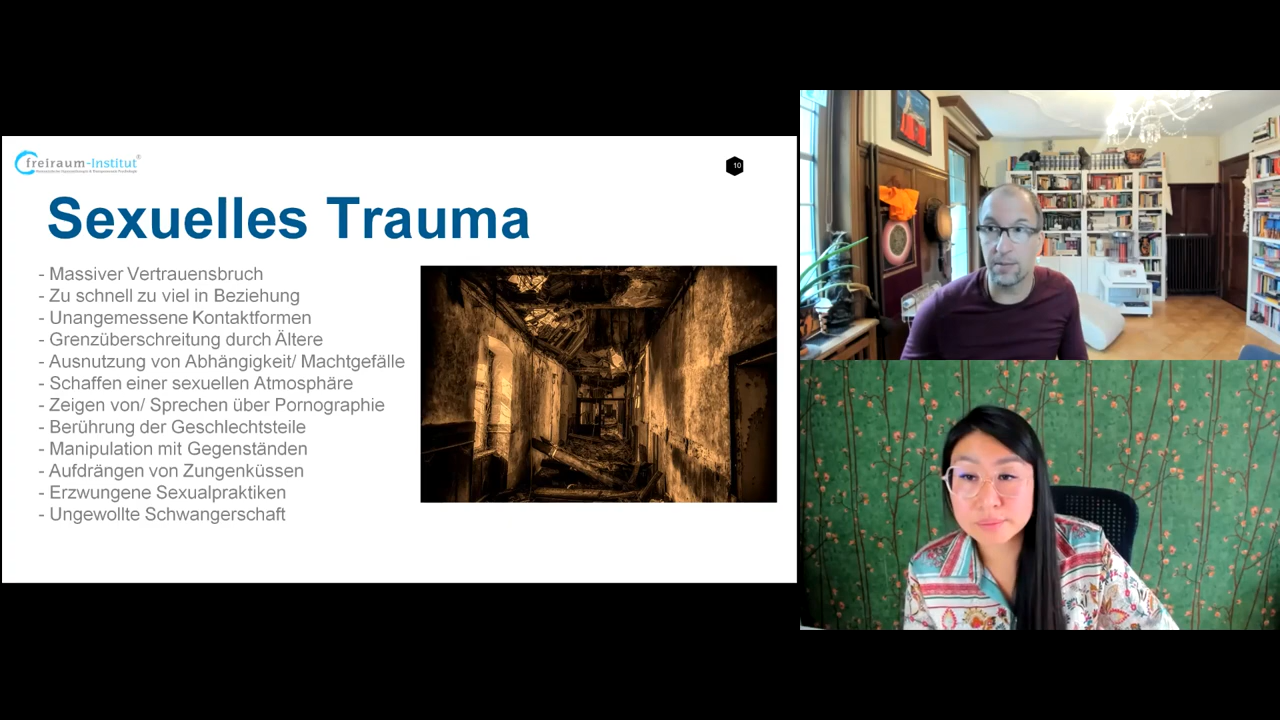 freiraum-Institut®
10
Sexuelles Trauma
- Massiver Vertrauensbruch
- Zu schnell zu viel in Beziehung
- Unangemessene Kontaktformen
- Grenzüberschreitung durch Ältere
- Ausnutzung von Abhängigkeit/ Machtgefälle
- Schaffen einer sexuellen Atmosphäre
- Zeigen von/ Sprechen über Pornographie
- Berührung der Geschlechtsteile
- Manipulation mit Gegenständen
- Aufdrängen von Zungenküssen
- Erzwungene Sexualpraktiken
- Ungewollte Schwangerschaft